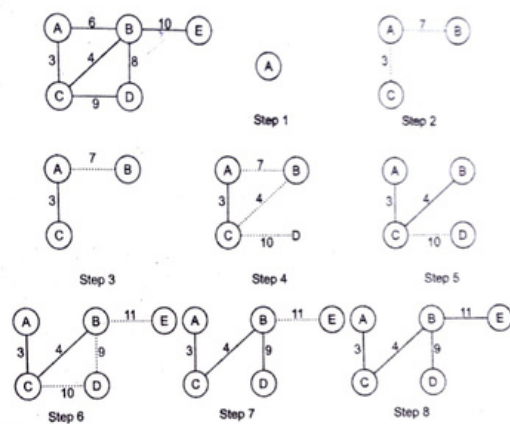 A 6 B 10 E
3 4 8
C 9 D
A
Step 1
A 7 B
3
C
Step 2
A 7 B
3
C
Step 3
A 7 B
3 4
C 10 D
Step 4
A B
3 4
C 10 D
Step 5
A B 11 E
3 4 9
C 10 D
Step 6
A B 11 E
3 4 9
C D
Step 7
A B 11 E
3 4 9
C D
Step 8